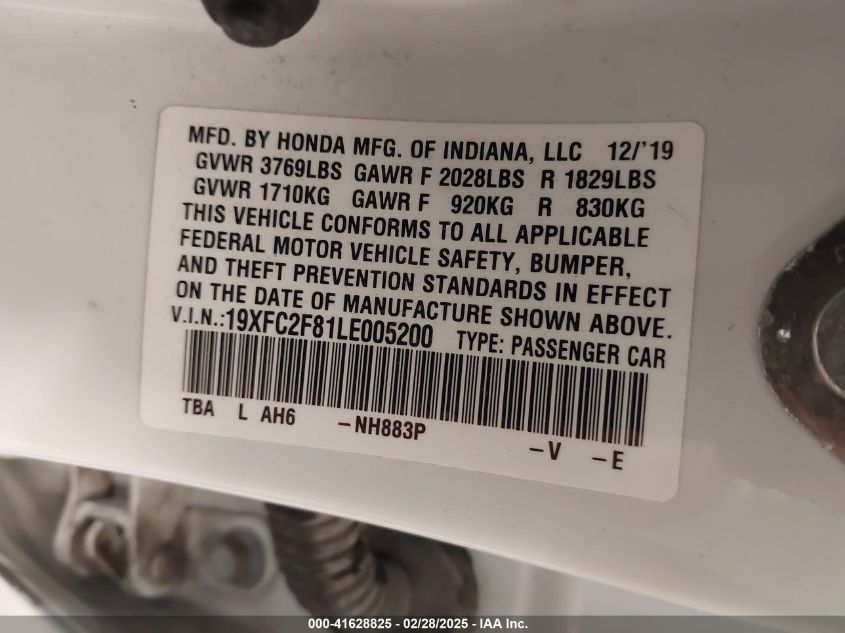 MFD. BY HONDA MFG. OF INDIANA, LLC 12/'19
GVWR 3769LBS GAWR F 2028LBS R 1829LBS
GVWR 1710KG GAWR F 920KG R 830KG
THIS VEHICLE CONFORMS TO ALL APPLICABLE
FEDERAL MOTOR VEHICLE SAFETY, BUMPER,
AND THEFT PREVENTION STANDARDS IN EFFECT
ON THE DATE OF MANUFACTURE SHOWN ABOVE.
V.I.N.:19XFC2F81LE005200 TYPE: PASSENGER CAR
TBA L AH6 -NH883P -V -E
000-41628825 / 02/28/2025 - IAA Inc.